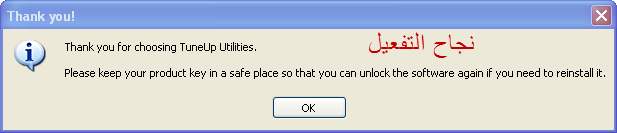 Thank you!
Thank you for choosing TuneUp Utilities.
نجاح التفعيل
Please keep your product key in a safe place so that you can unlock the software again if you need to reinstall it.
OK